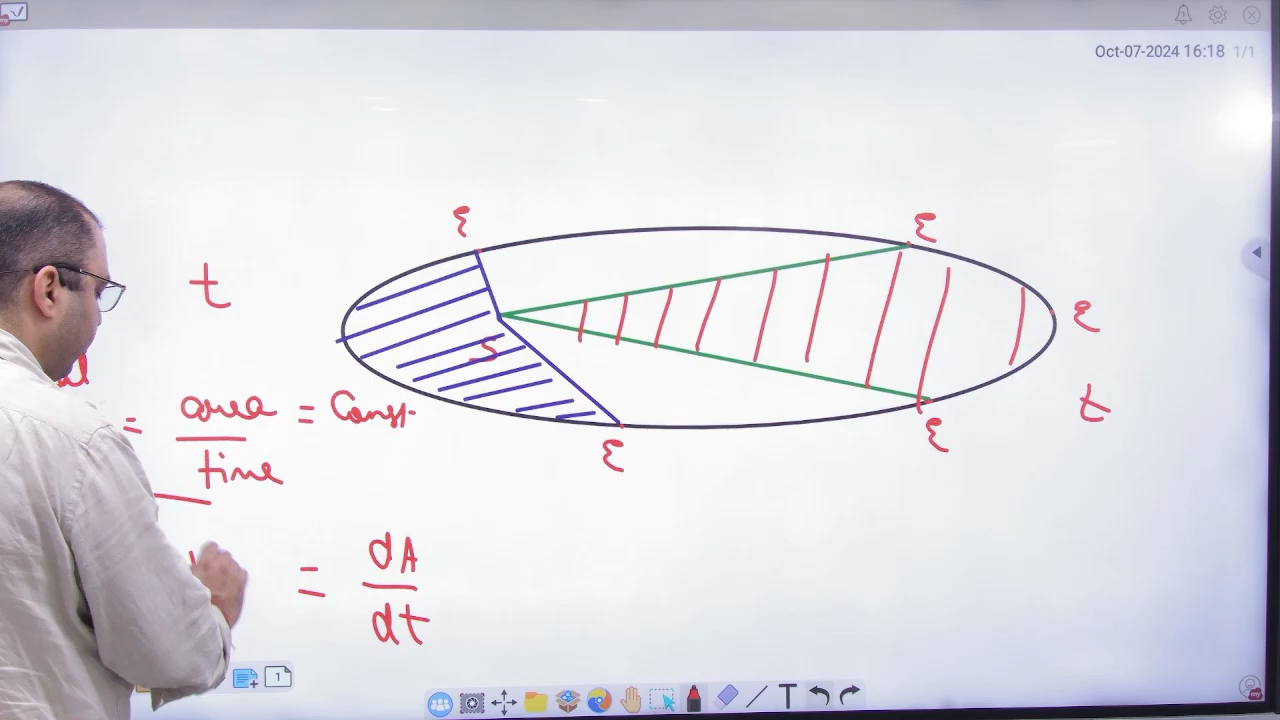 Oct-07-2024 16:18 1/1
ε ε
t
ε
S
t
= area = Const.
time
ε ε
= dA
dt
1
T